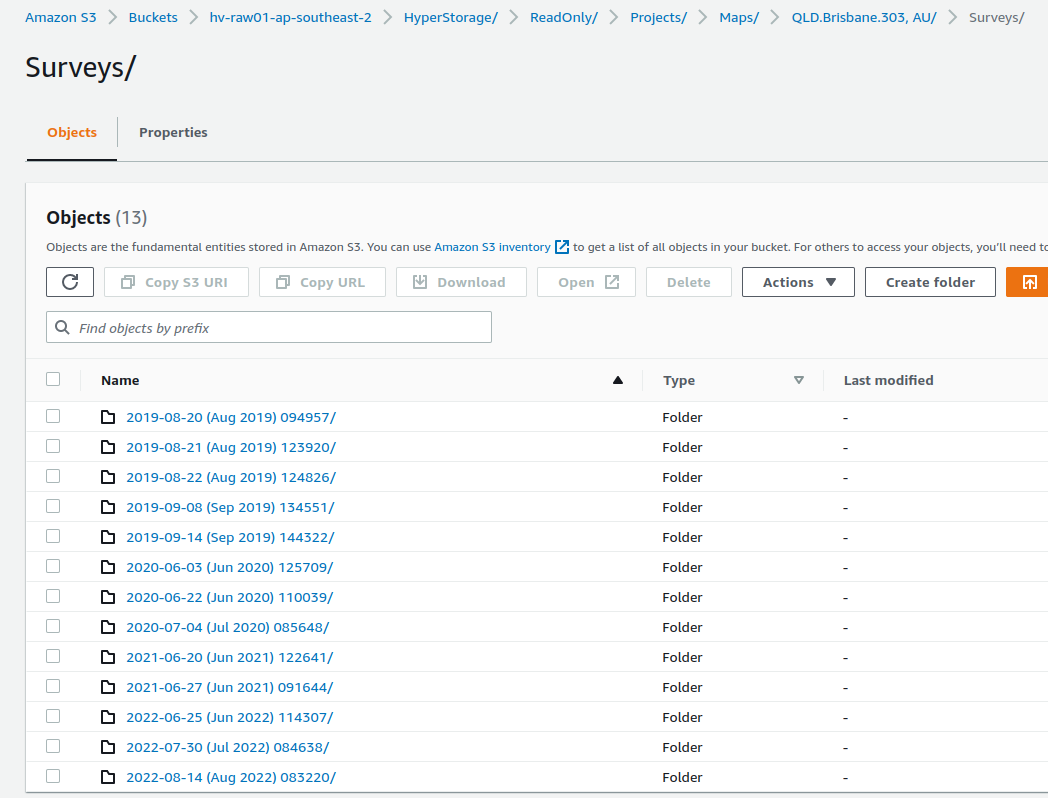 Amazon S3 > Buckets > hv-raw01-ap-southeast-2 > HyperStorage/ > ReadOnly/ > Projects/ > Maps/ > QLD.Brisbane.303, AU/ > Surveys/
Surveys/
Objects Properties
Objects (13)
Objects are the fundamental entities stored in Amazon S3. You can use Amazon S3 inventory to get a list of all objects in your bucket. For others to access your objects, you'll need to
Copy S3 URI Copy URL Download Open Delete Actions Create folder
Find objects by prefix
Name Type Last modified
2019-08-20 (Aug 2019) 094957/ Folder -
2019-08-21 (Aug 2019) 123920/ Folder -
2019-08-22 (Aug 2019) 124826/ Folder -
2019-09-08 (Sep 2019) 134551/ Folder -
2019-09-14 (Sep 2019) 144322/ Folder -
2020-06-03 (Jun 2020) 125709/ Folder -
2020-06-22 (Jun 2020) 110039/ Folder -
2020-07-04 (Jul 2020) 085648/ Folder -
2021-06-20 (Jun 2021) 122641/ Folder -
2021-06-27 (Jun 2021) 091644/ Folder -
2022-06-25 (Jun 2022) 114307/ Folder -
2022-07-30 (Jul 2022) 084638/ Folder -
2022-08-14 (Aug 2022) 083220/ Folder -